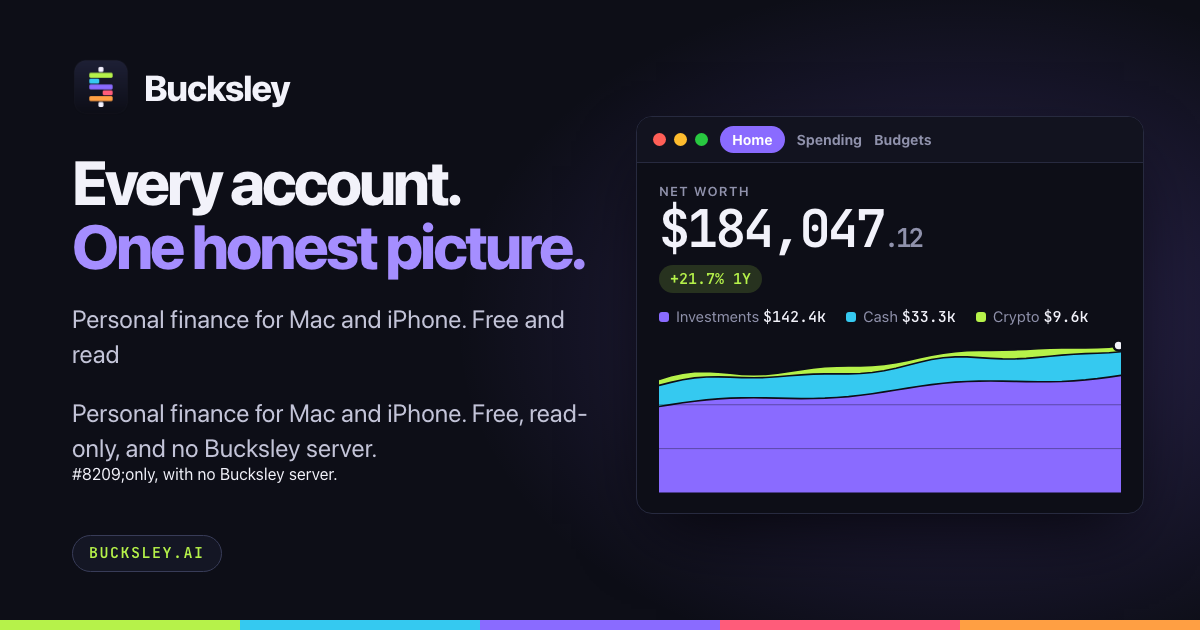 Bucksley
Every account.
One honest picture.
Personal finance for Mac and iPhone. Free and
read
Personal finance for Mac and iPhone. Free, read-
only, and no Bucksley server.
#8209;only, with no Bucksley server.
BUCKSLEY.AI
Home Spending Budgets
NET WORTH
$184,047.12
+21.7% 1Y
Investments $142.4k Cash $33.3k Crypto $9.6k